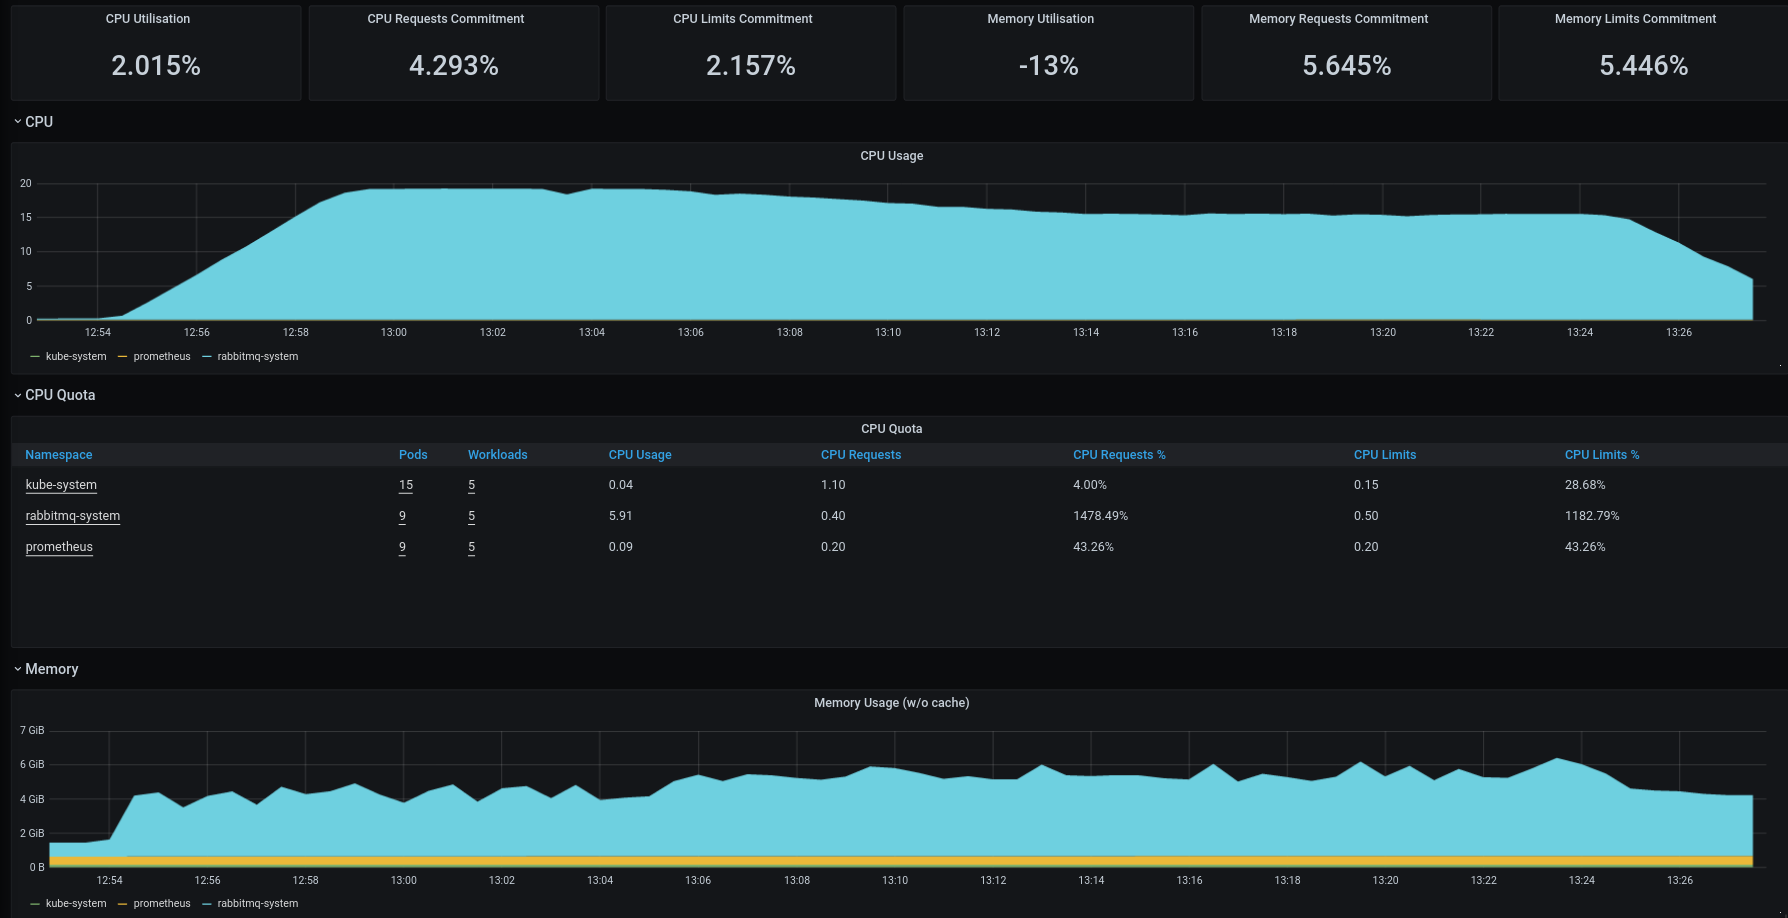 CPU Utilisation CPU Requests Commitment CPU Limits Commitment Memory Utilisation Memory Requests Commitment Memory Limits Commitment
2.015% 4.293% 2.157% -13% 5.645% 5.446%
CPU
CPU Usage
20
15
10
5
0
12:54 12:56 12:58 13:00 13:02 13:04 13:06 13:08 13:10 13:12 13:14 13:16 13:18 13:20 13:22 13:24 13:26
kube-system prometheus rabbitmq-system
CPU Quota
CPU Quota
Namespace Pods Workloads CPU Usage CPU Requests CPU Requests % CPU Limits CPU Limits %
kube-system 15 5 0.04 1.10 4.00% 0.15 28.68%
rabbitmq-system 9 5 5.91 0.40 1478.49% 0.50 1182.79%
prometheus 9 5 0.09 0.20 43.26% 0.20 43.26%
Memory
Memory Usage (w/o cache)
7 GiB
6 GiB
4 GiB
2 GiB
0 B
12:54 12:56 12:58 13:00 13:02 13:04 13:06 13:08 13:10 13:12 13:14 13:16 13:18 13:20 13:22 13:24 13:26
kube-system prometheus rabbitmq-system